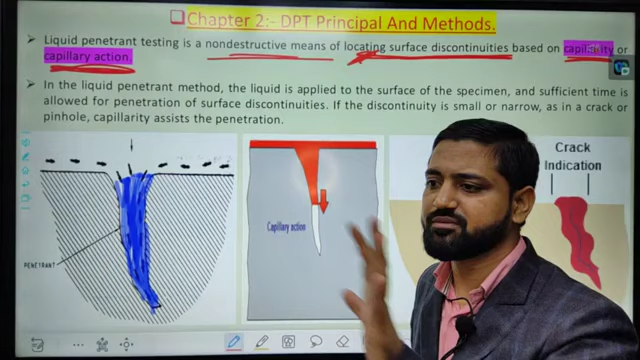 ❑Chapter 2:- DPT Principal And Methods.
➢ Liquid penetrant testing is a nondestructive means of locating surface discontinuities based on capillarity or
capillary action.
➢ In the liquid penetrant method, the liquid is applied to the surface of the specimen, and sufficient time is
allowed for penetration of surface discontinuities. If the discontinuity is small or narrow, as in a crack or
pinhole, capillarity assists the penetration.
PENETRANT
Capillary action
Crack
Indication